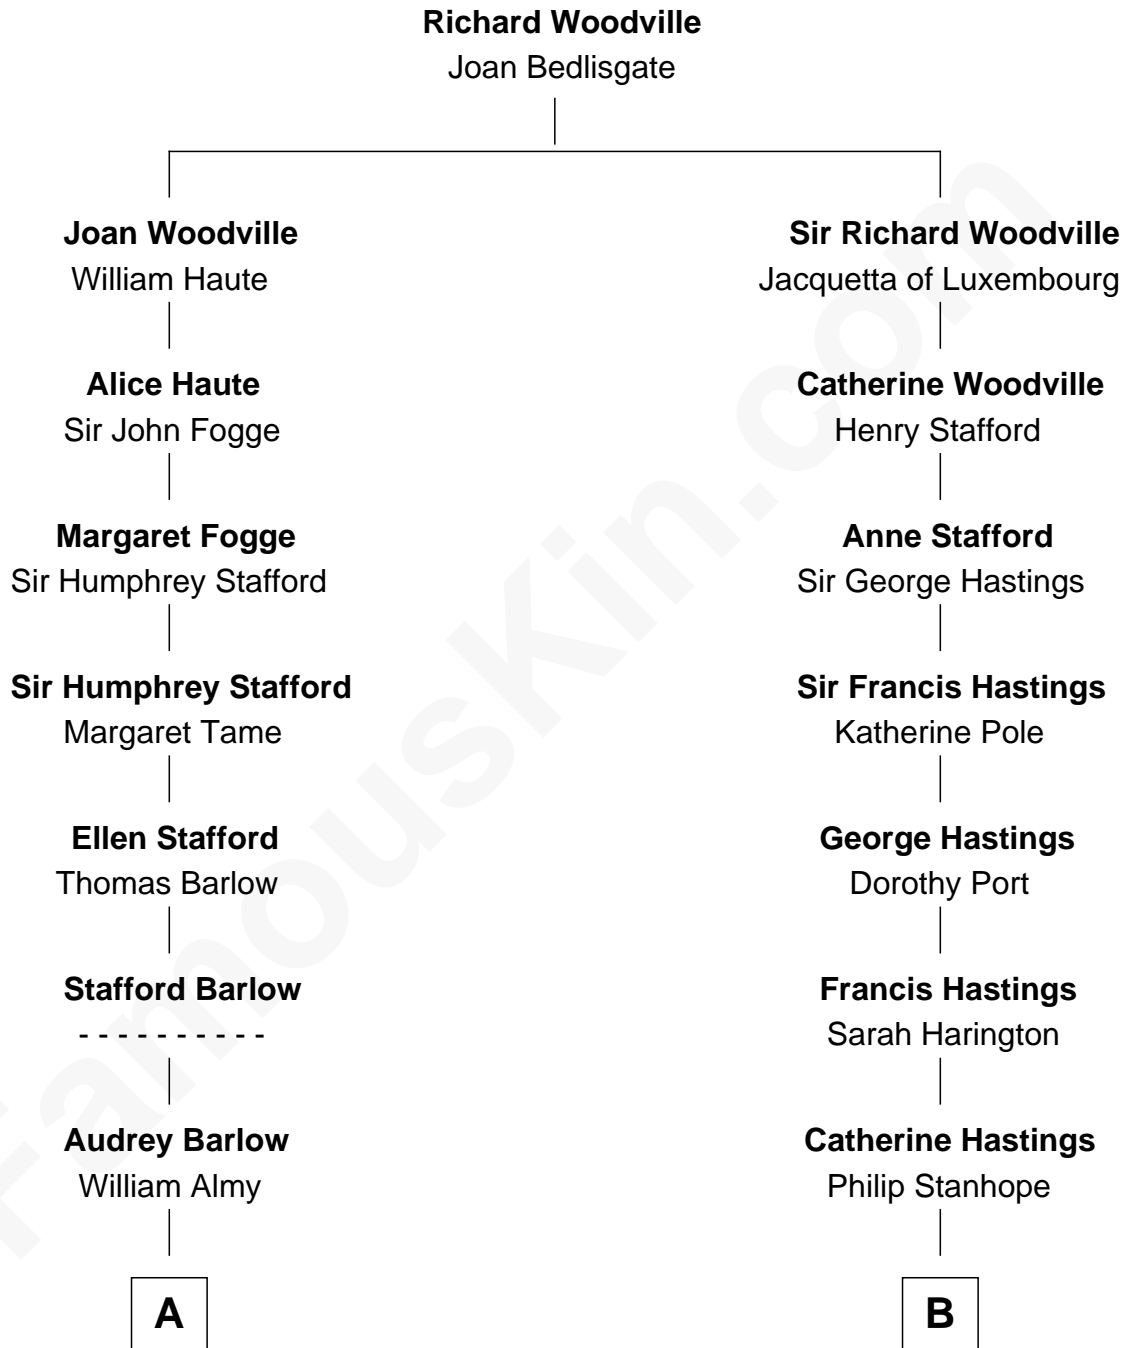 Richard Woodville
Joan Bedlisgate
Joan Woodville
William Haute
Sir Richard Woodville
Jacquetta of Luxembourg
Alice Haute
Sir John Fogge
Catherine Woodville
Henry Stafford
Margaret Fogge
Sir Humphrey Stafford
Anne Stafford
Sir George Hastings
Sir Humphrey Stafford
Margaret Tame
Sir Francis Hastings
Katherine Pole
Ellen Stafford
Thomas Barlow
George Hastings
Dorothy Port
Stafford Barlow
- - - - - - - - - -
Francis Hastings
Sarah Harington
Audrey Barlow
William Almy
Catherine Hastings
Philip Stanhope
A
B
FamousKin.com